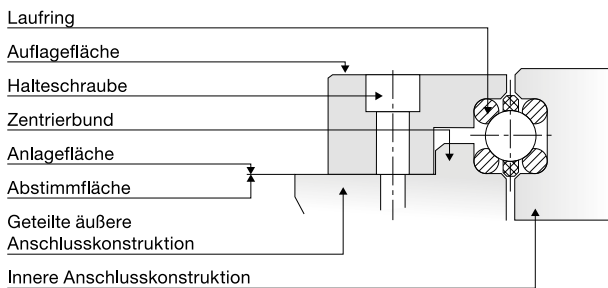 Laufring
Auflagefläche
Halteschraube
Zentrierbund
Anlagefläche
Abstimmfläche
Geteilte äußere
Anschlusskonstruktion
Innere Anschlusskonstruktion